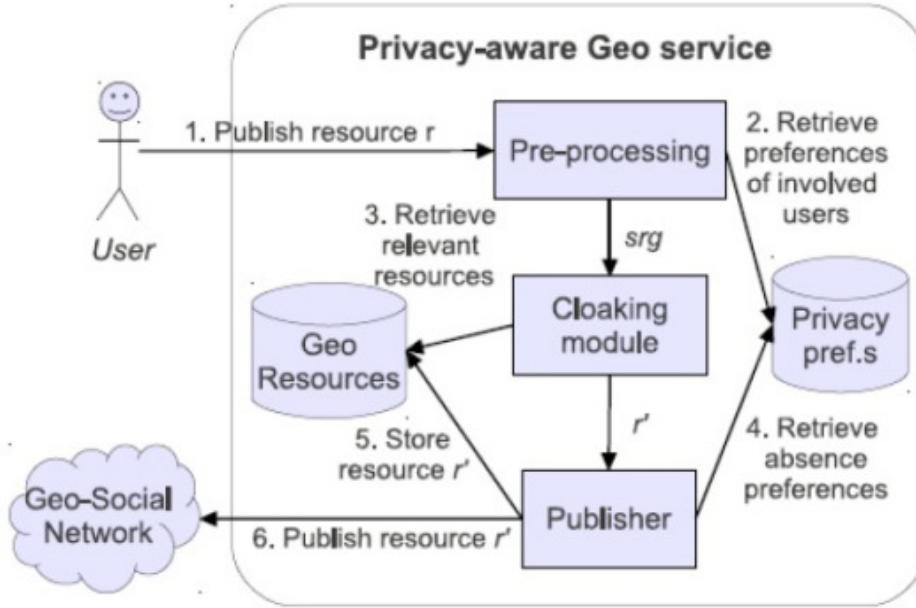 Privacy-aware Geo service
1. Publish resource r
Pre-processing
2. Retrieve
preferences
of involved
users
User
3. Retrieve
relevant
resources
srg
Cloaking
module
Geo
Resources
Privacy
pref.s
r'
5. Store
resource r'
4. Retrieve
absence
preferences
Geo-Social
Network
Publisher
6. Publish resource r'